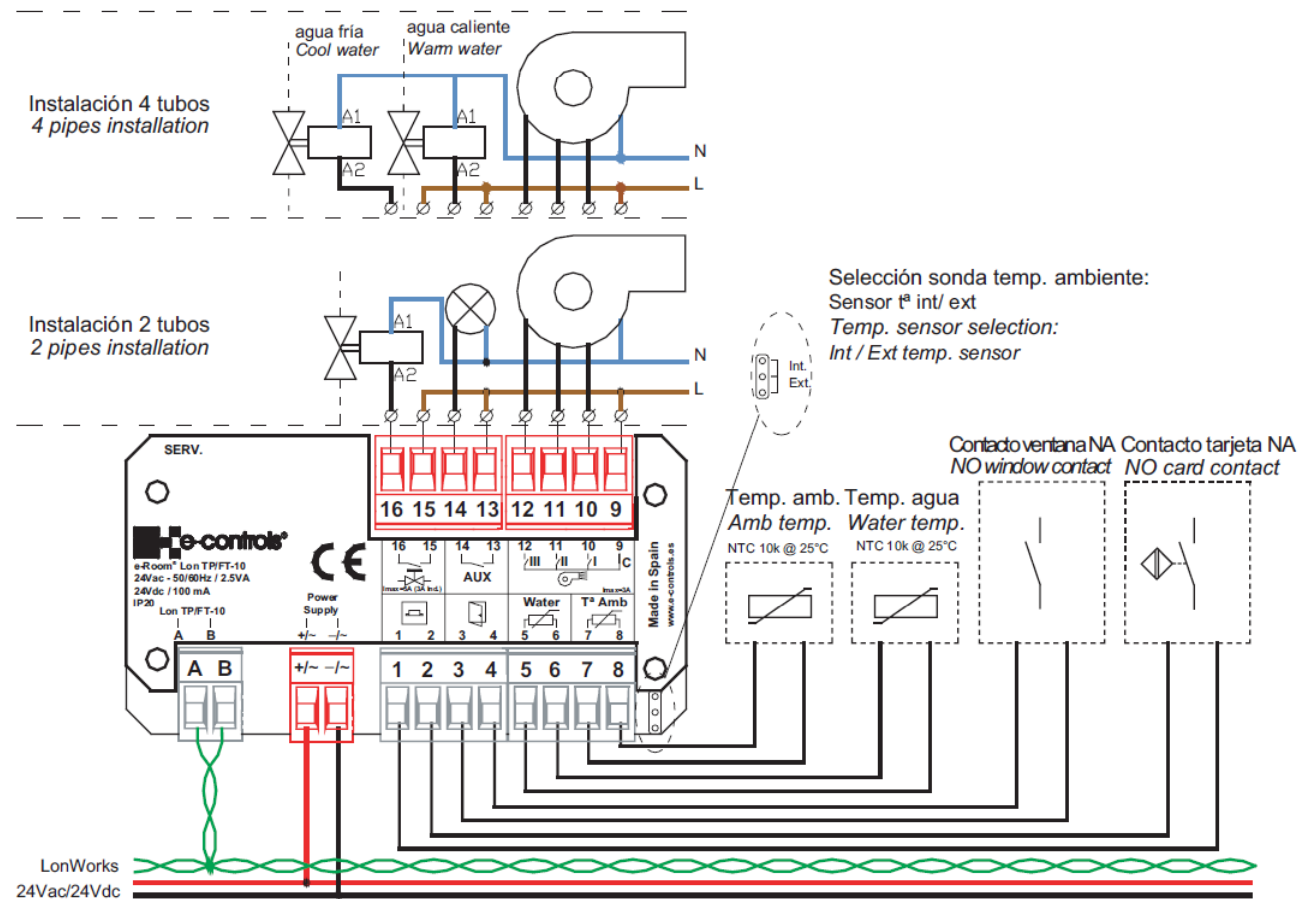 agua fría
Cool water
agua caliente
Warm water
Instalación 4 tubos
4 pipes installation
A1
A1
A2
A2
N
L
Instalación 2 tubos
2 pipes installation
A1
A2
N
L
Selección sonda temp. ambiente:
Sensor tª int/ ext
Temp. sensor selection:
Int / Ext temp. sensor
Int.
Ext.
SERV.
16 15 14 13 12 11 10 9
e-controls®
e-Room® Lon TP/FT-10
24Vac - 50/60Hz / 2.5VA
24Vdc / 100 mA
IP20
Lon TP/FT-10
A B
CE
Power
Supply
+/~ –/~
16 15 14 13 12 11 10 9
III II I C
AUX
Imax=5A (3A Ind.)
Imax=3A
Water Tª Amb
1 2 3 4 5 6 7 8
Made in Spain
www.e-controls.es
A B +/~ –/~ 1 2 3 4 5 6 7 8
Temp. amb.
Amb temp.
NTC 10k @ 25°C
Temp. agua
Water temp.
NTC 10k @ 25°C
Contacto ventana NA
NO window contact
Contacto tarjeta NA
NO card contact
LonWorks
24Vac/24Vdc